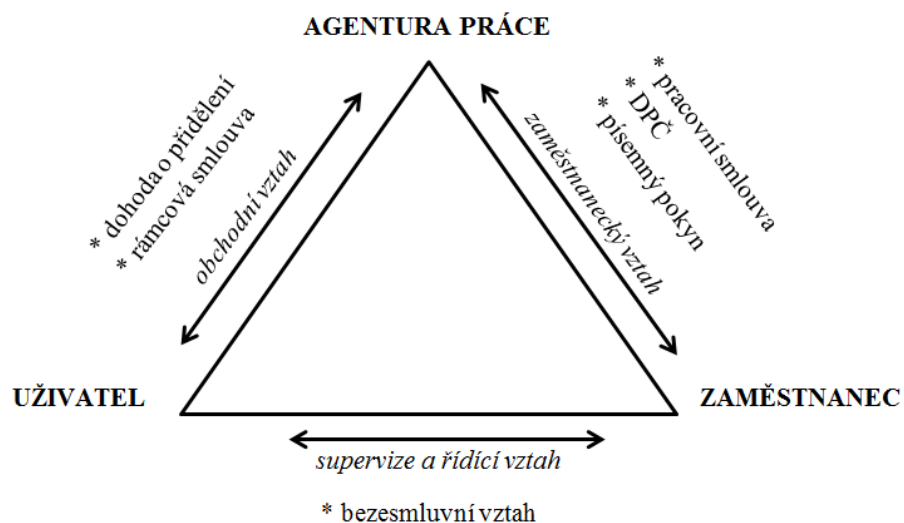 AGENTURA PRÁCE
* dohoda o přidělení
* rámcová smlouva
obchodní vztah
* pracovní smlouva
* DPČ
* písemný pokyn
zaměstnanecký vztah
UŽIVATEL
ZAMĚSTNANEC
supervize a řídící vztah
* bezesmluvní vztah